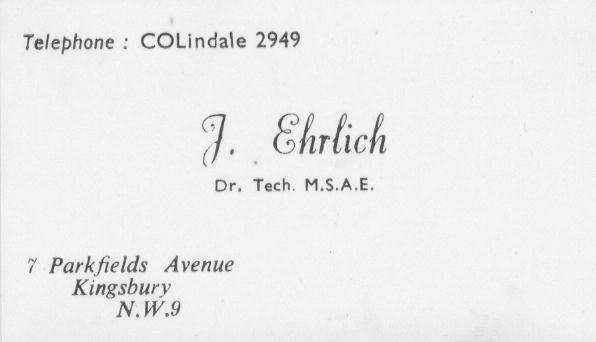 Telephone : COLindale 2949
J. Ehrlich
Dr. Tech. M.S.A.E.
7 Parkfields Avenue
Kingsbury
N.W.9